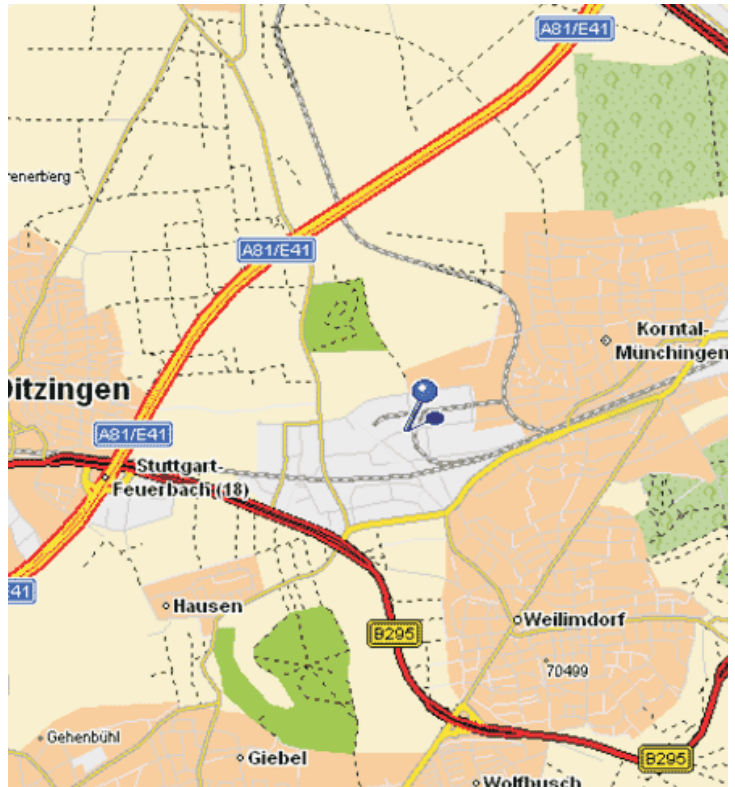 A81/E41
renerberg
A81/E41
Korntal-
Münchingen
Ditzingen
A81/E41
Stuttgart-
Feuerbach (18)
41
Hausen
B295
Weilimdorf
70499
Gehenbühl
Giebel
B295
Wolfbusch